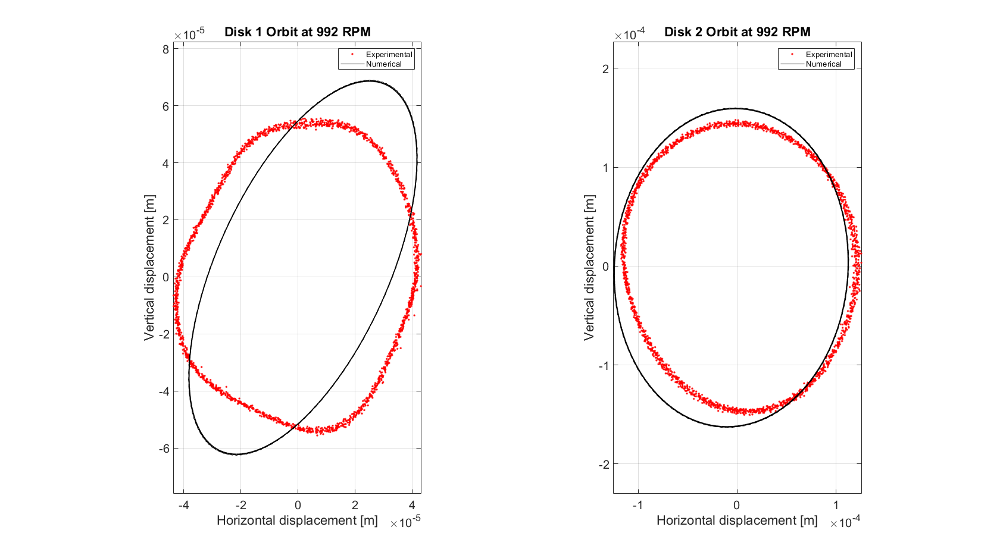 ×10-5
Disk 1 Orbit at 992 RPM
Experimental
Numerical
8
6
4
2
0
-2
-4
-6
Vertical displacement [m]
-4 -2 0 2 4
Horizontal displacement [m]
×10-5
×10-4
Disk 2 Orbit at 992 RPM
Experimental
Numerical
2
1
0
-1
-2
Vertical displacement [m]
-1 0 1
Horizontal displacement [m]
×10-4